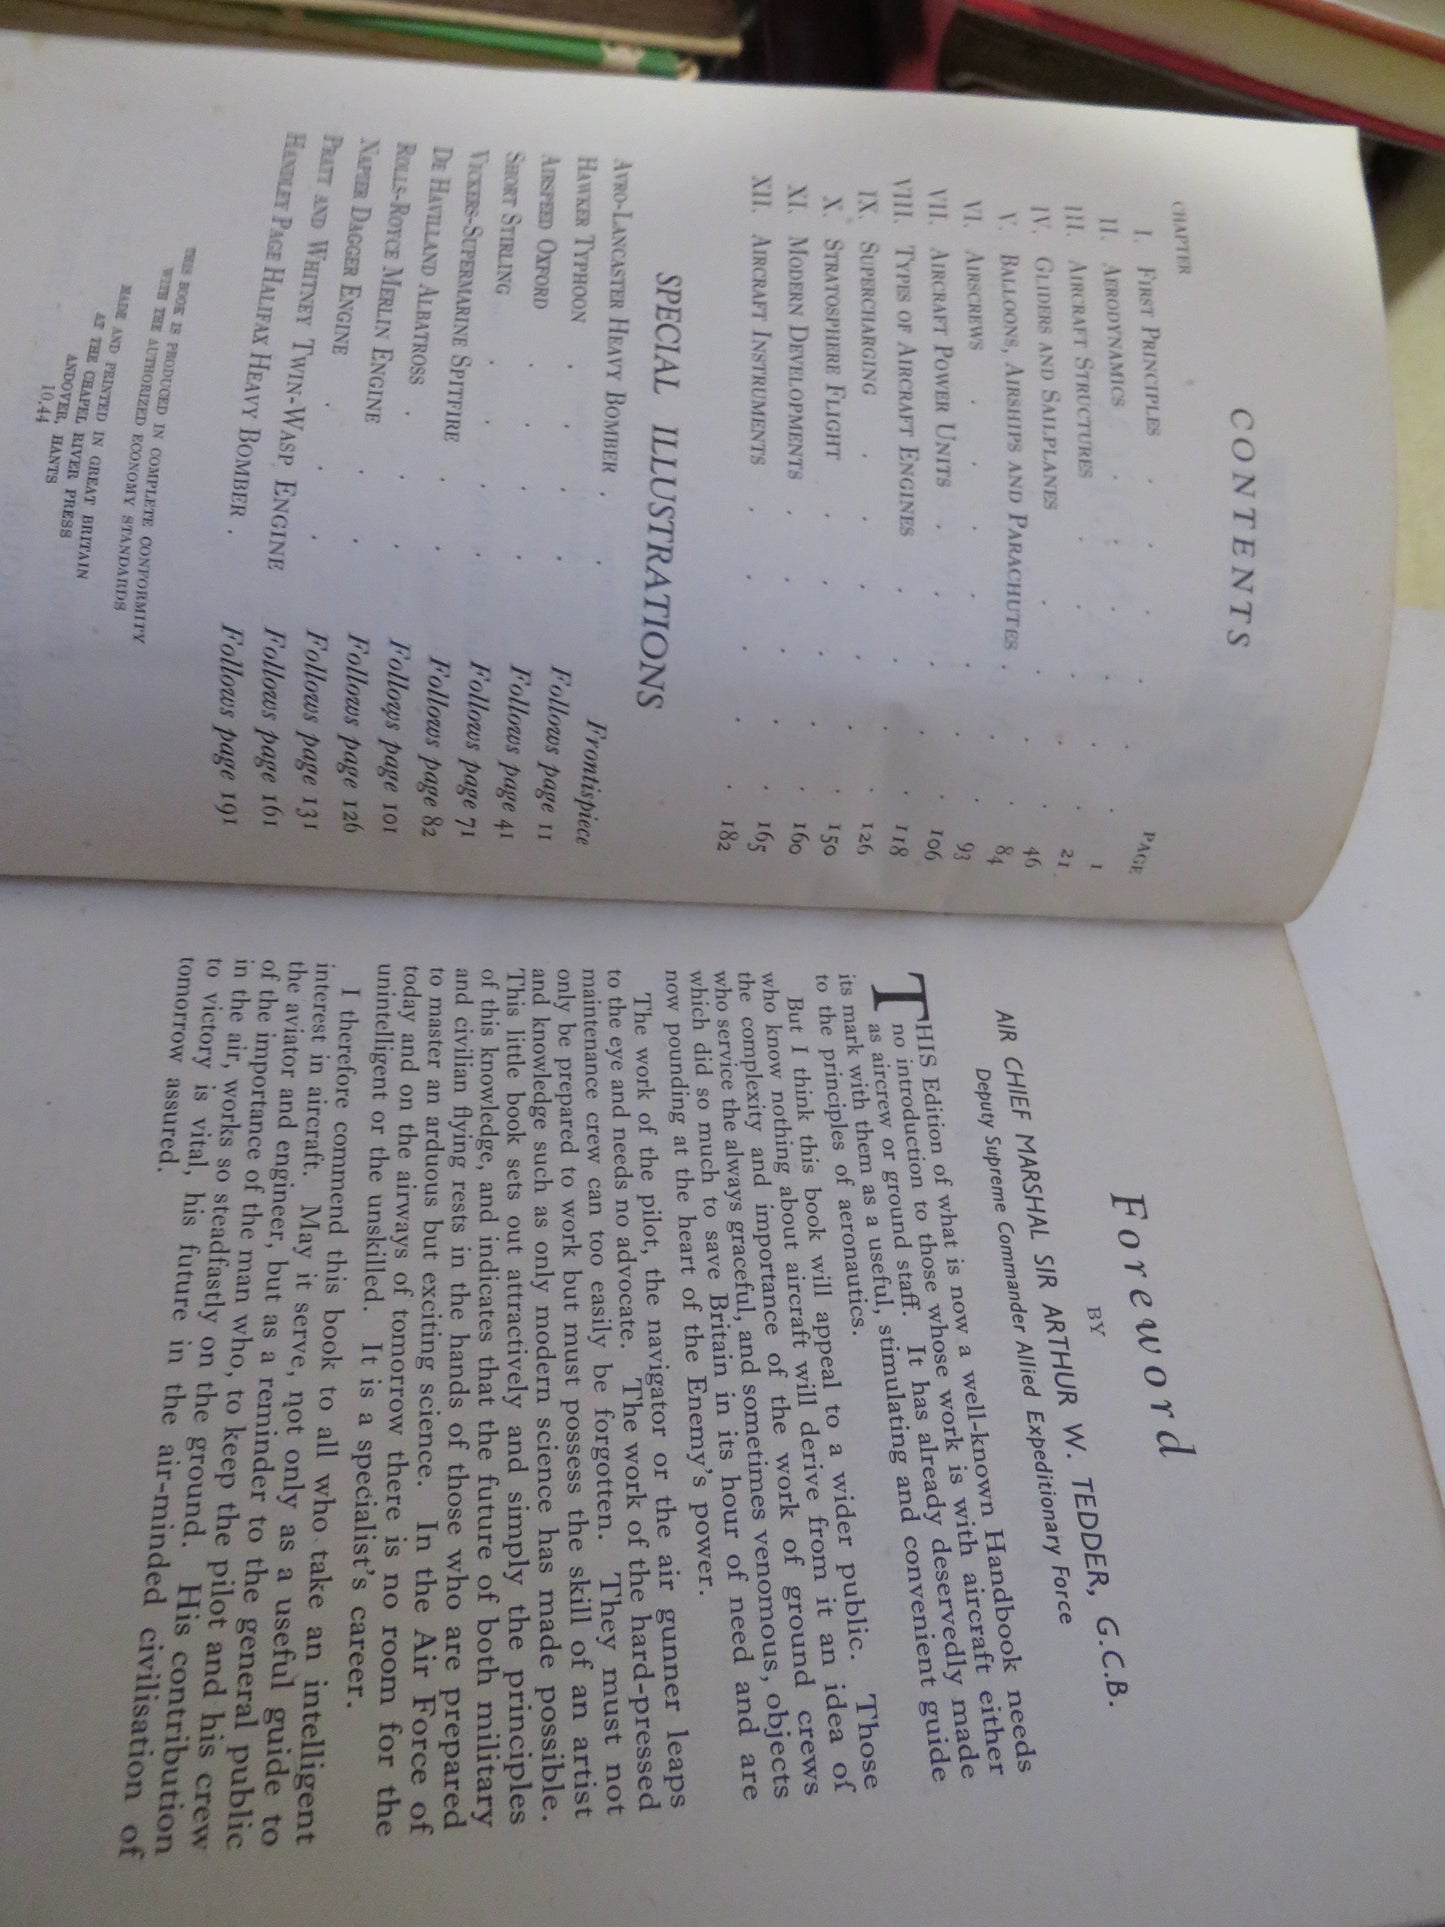 CONTENTS
CHAPTER PAGE
I. FIRST PRINCIPLES . . . . . . 1
II. AERODYNAMICS . . . . . . 21
III. AIRCRAFT STRUCTURES . . . . . 46
IV. GLIDERS AND SAILPLANES . . . . 84
V. BALLOONS, AIRSHIPS AND PARACHUTES . . . 93
VI. AIRSCREWS . . . . . . 106
VII. AIRCRAFT POWER UNITS . . . . . 118
VIII. TYPES OF AIRCRAFT ENGINES . . . . 126
IX. SUPERCHARGING . . . . . . 150
X. STRATOSPHERE FLIGHT . . . . . 160
XI. MODERN DEVELOPMENTS . . . . . 165
XII. AIRCRAFT INSTRUMENTS . . . . . 182
SPECIAL ILLUSTRATIONS
AVRO-LANCASTER HEAVY BOMBER . . Frontispiece
HAWKER TYPHOON . . . . Follows page 11
AIRSPEED OXFORD . . . . Follows page 41
SHORT STIRLING . . . . Follows page 71
VICKERS-SUPERMARINE SPITFIRE . . Follows page 82
DE HAVILLAND ALBATROSS . . . Follows page 101
ROLLS-ROYCE MERLIN ENGINE . . Follows page 126
NAPIER DAGGER ENGINE . . . Follows page 131
PRATT AND WHITNEY TWIN-WASP ENGINE Follows page 161
HANDLEY PAGE HALIFAX HEAVY BOMBER . Follows page 191
THIS BOOK IS PRODUCED IN COMPLETE CONFORMITY
WITH THE AUTHORIZED ECONOMY STANDARDS
MADE AND PRINTED IN GREAT BRITAIN
AT THE CHAPEL RIVER PRESS
ANDOVER, HANTS
10.44
Foreword
BY
AIR CHIEF MARSHAL SIR ARTHUR W. TEDDER, G.C.B.
Deputy Supreme Commander Allied Expeditionary Force
THIS Edition of what is now a well-known Handbook needs
no introduction to those whose work is with aircraft either
as aircrew or ground staff. It has already deservedly made
its mark with them as a useful, stimulating and convenient guide
to the principles of aeronautics.
But I think this book will appeal to a wider public. Those
who know nothing about aircraft will derive from it an idea of
the complexity and importance of the work of ground crews
who service the always graceful, and sometimes venomous, objects
which did so much to save Britain in its hour of need and are
now pounding at the heart of the Enemy's power.
The work of the pilot, the navigator or the air gunner leaps
to the eye and needs no advocate. The work of the hard-pressed
maintenance crew can too easily be forgotten. They must not
only be prepared to work but must possess the skill of an artist
and knowledge such as only modern science has made possible.
This little book sets out attractively and simply the principles
of this knowledge, and indicates that the future of both military
and civilian flying rests in the hands of those who are prepared
to master an arduous but exciting science. In the Air Force of
today and on the airways of tomorrow there is no room for the
unintelligent or the unskilled. It is a specialist's career.
I therefore commend this book to all who take an intelligent
interest in aircraft. May it serve, not only as a useful guide to
the aviator and engineer, but as a reminder to the general public
of the importance of the man who, to keep the pilot and his crew
in the air, works so steadfastly on the ground. His contribution
to victory is vital, his future in the air-minded civilisation of
tomorrow assured.